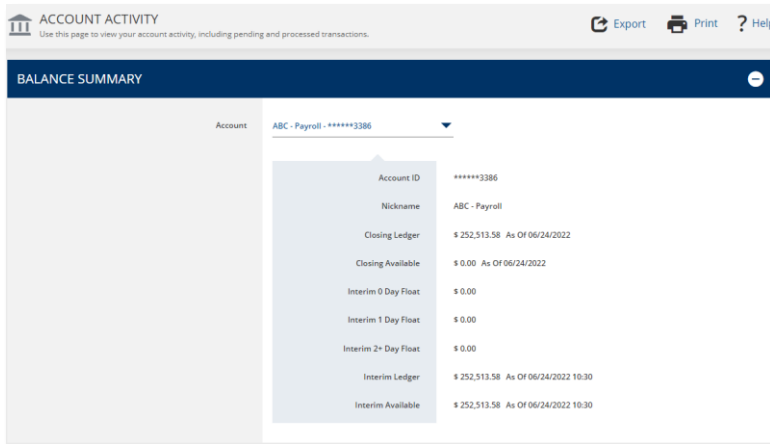 ACCOUNT ACTIVITY
Use this page to view your account activity, including pending and processed transactions.
Export Print ? Help
BALANCE SUMMARY
Account ABC - Payroll - ******3386
Account ID ******3386
Nickname ABC - Payroll
Closing Ledger $ 252,513.58 As Of 06/24/2022
Closing Available $ 0.00 As Of 06/24/2022
Interim 0 Day Float $ 0.00
Interim 1 Day Float $ 0.00
Interim 2+ Day Float $ 0.00
Interim Ledger $ 252,513.58 As Of 06/24/2022 10:30
Interim Available $ 252,513.58 As Of 06/24/2022 10:30